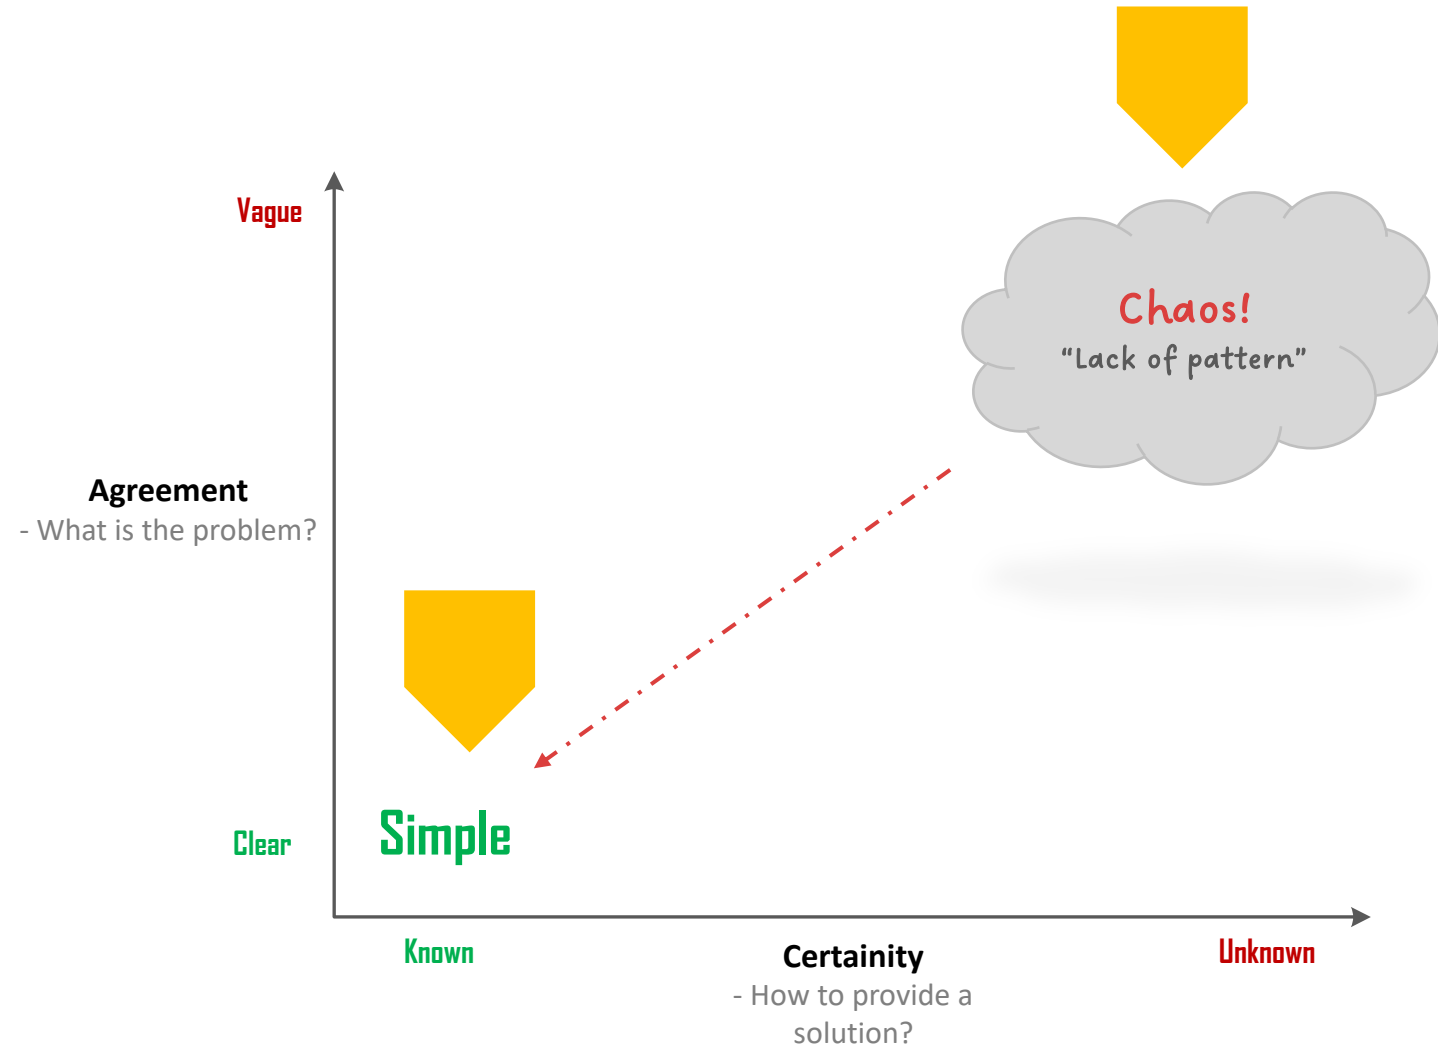 Vague
Chaos!
“Lack of pattern”
Agreement
- What is the problem?
Simple
Clear
Known
Certainity
- How to provide a
solution?
Unknown